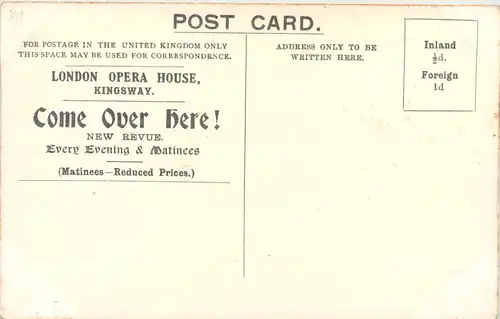 POST CARD.
FOR POSTAGE IN THE UNITED KINGDOM ONLY
THIS SPACE MAY BE USED FOR CORRESPONDENCE.
LONDON OPERA HOUSE,
KINGSWAY.
Come Over Here!
NEW REVUE.
Every Evening & Matinees
(Matinees—Reduced Prices.)
ADDRESS ONLY TO BE
WRITTEN HERE.
Inland
½d.
Foreign
1d